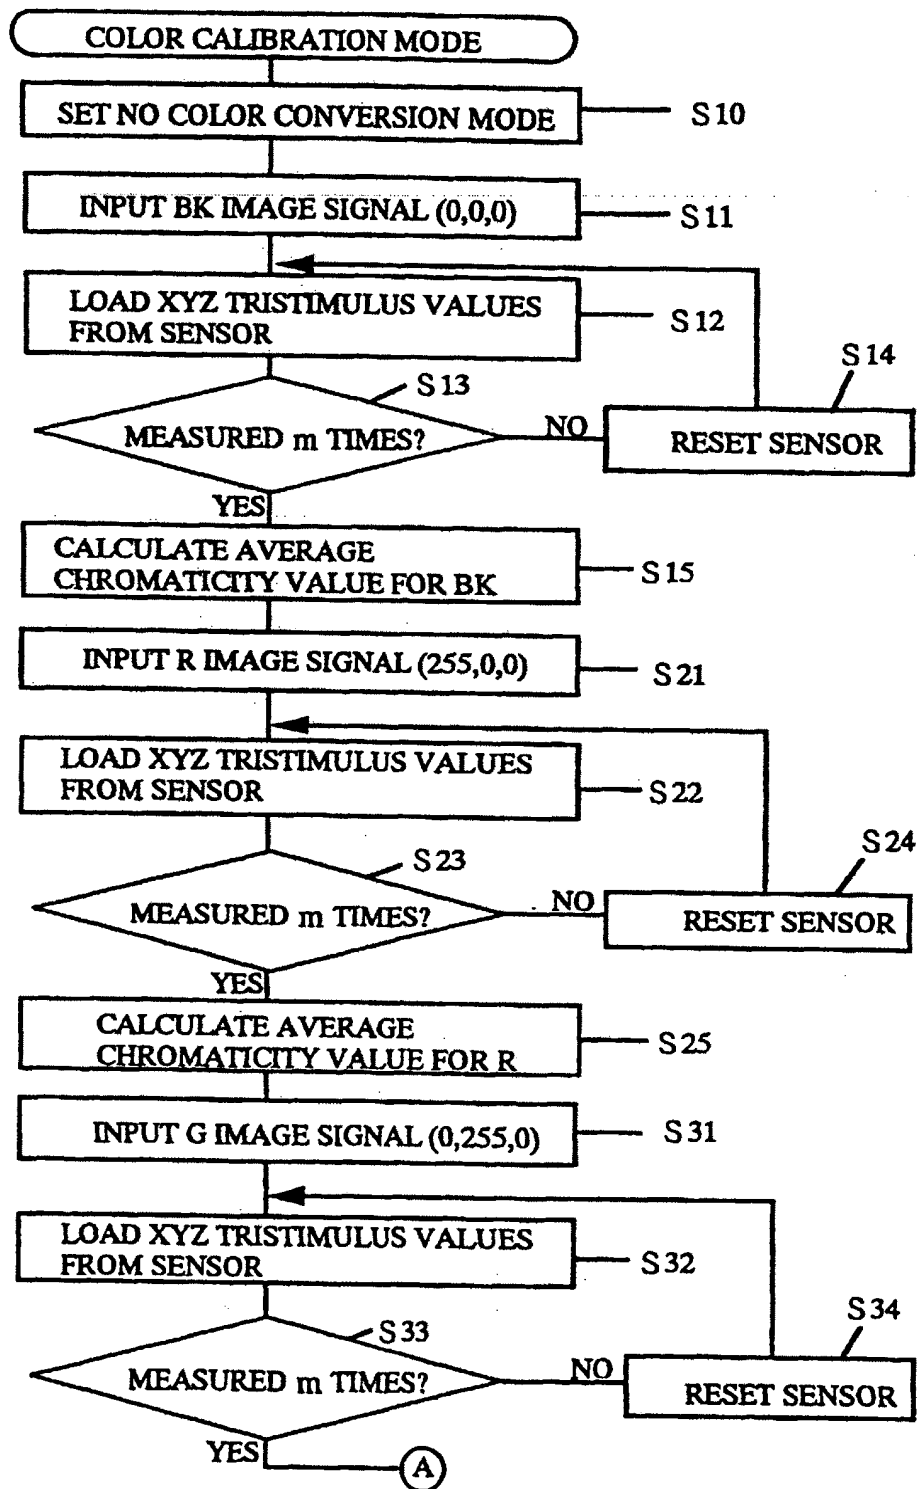 COLOR CALIBRATION MODE
SET NO COLOR CONVERSION MODE
S10
INPUT BK IMAGE SIGNAL (0,0,0)
S11
LOAD XYZ TRISTIMULUS VALUES
FROM SENSOR
S12
S13
S14
MEASURED m TIMES?
NO
RESET SENSOR
YES
CALCULATE AVERAGE
CHROMATICITY VALUE FOR BK
S15
INPUT R IMAGE SIGNAL (255,0,0)
S21
LOAD XYZ TRISTIMULUS VALUES
FROM SENSOR
S22
S23
S24
MEASURED m TIMES?
NO
RESET SENSOR
YES
CALCULATE AVERAGE
CHROMATICITY VALUE FOR R
S25
INPUT G IMAGE SIGNAL (0,255,0)
S31
LOAD XYZ TRISTIMULUS VALUES
FROM SENSOR
S32
S33
S34
MEASURED m TIMES?
NO
RESET SENSOR
YES
A